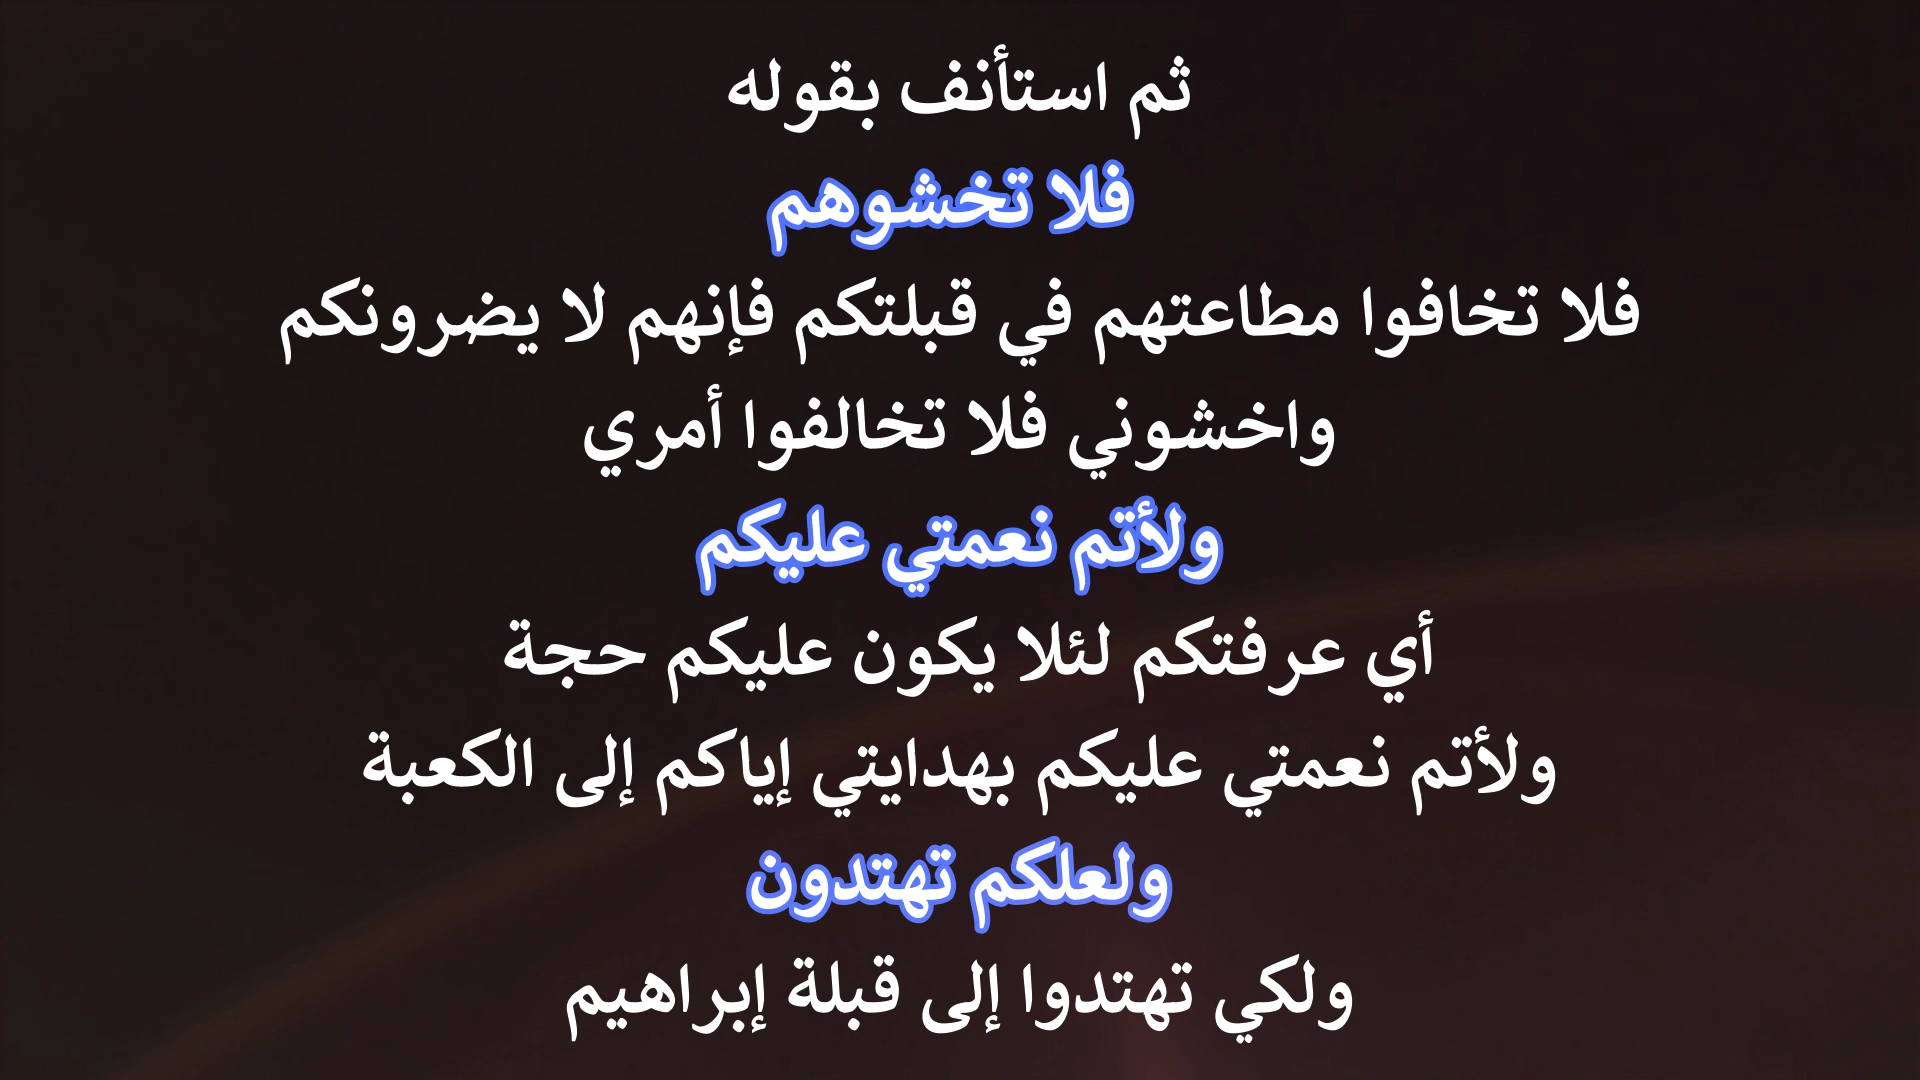 ثم استأنف بقوله
فلا تخشوهم
فلا تخافوا مطاعتهم في قبلتكم فإنهم لا يضرونكم
واخشوني فلا تخالفوا أمري
ولأتم نعمتي عليكم
أي عرفتكم لئلا يكون عليكم حجة
ولأتم نعمتي عليكم بهدايتي إياكم إلى الكعبة
ولعلكم تهتدون
ولكي تهتدوا إلى قبلة إبراهيم